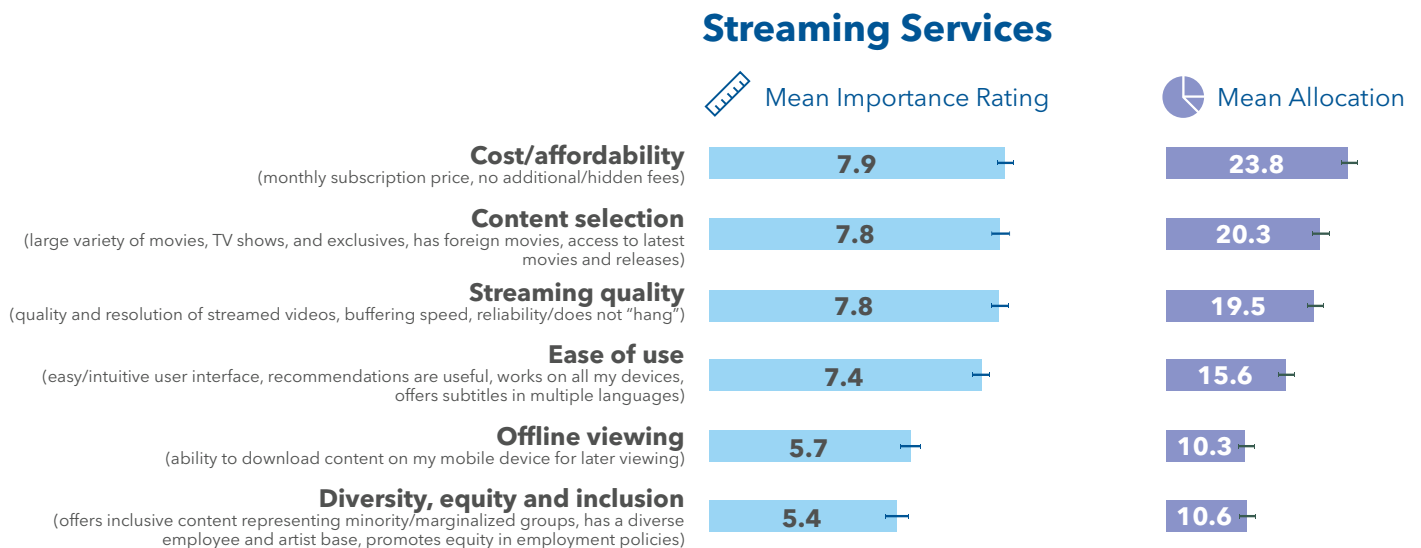 Streaming Services
Mean Importance Rating
Mean Allocation
Cost/affordability
(monthly subscription price, no additional/hidden fees)
7.9
23.8
Content selection
(large variety of movies, TV shows, and exclusives, has foreign movies, access to latest
movies and releases)
7.8
20.3
Streaming quality
(quality and resolution of streamed videos, buffering speed, reliability/does not “hang”)
7.8
19.5
Ease of use
(easy/intuitive user interface, recommendations are useful, works on all my devices,
offers subtitles in multiple languages)
7.4
15.6
Offline viewing
(ability to download content on my mobile device for later viewing)
5.7
10.3
Diversity, equity and inclusion
(offers inclusive content representing minority/marginalized groups, has a diverse
employee and artist base, promotes equity in employment policies)
5.4
10.6